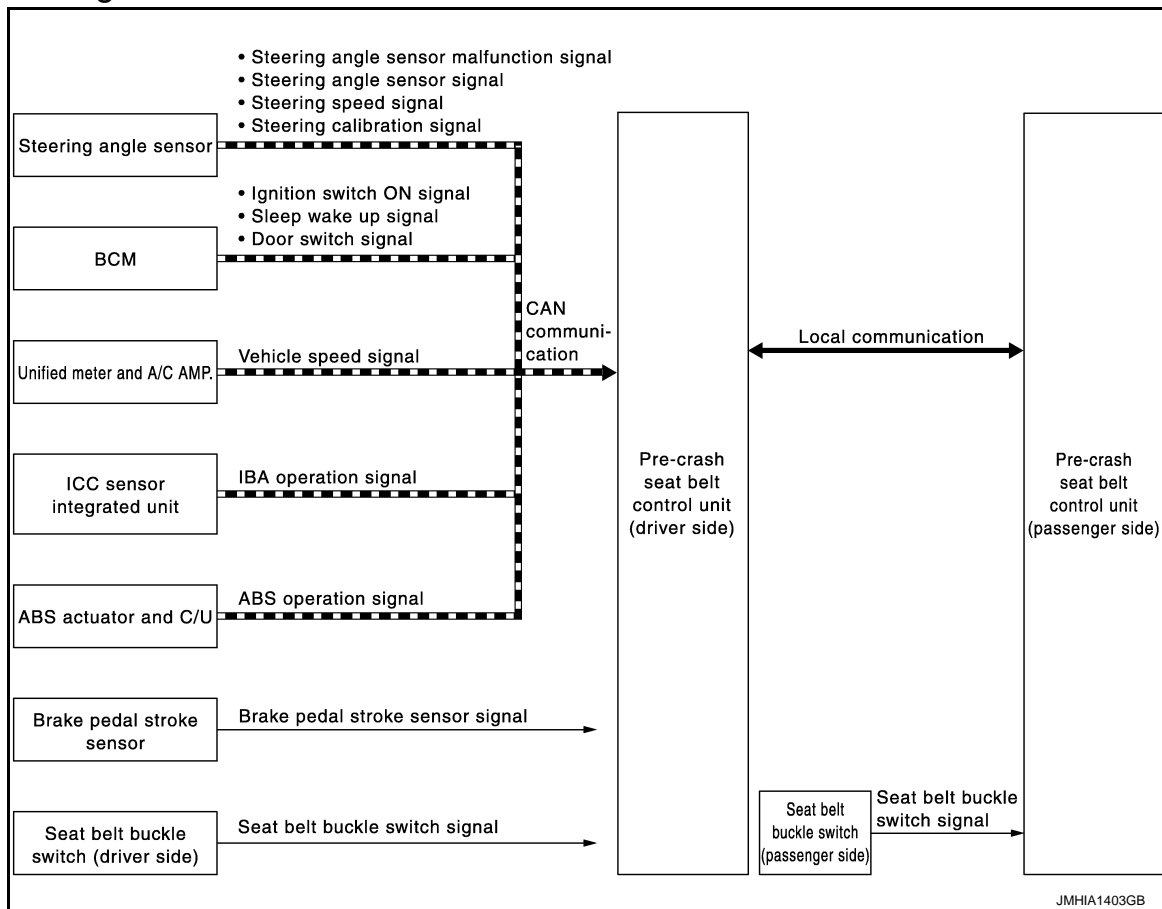 • Steering angle sensor malfunction signal
• Steering angle sensor signal
• Steering speed signal
• Steering calibration signal
Steering angle sensor
• Ignition switch ON signal
• Sleep wake up signal
• Door switch signal
BCM
CAN
communi-
cation
Local communication
Vehicle speed signal
Unified meter and A/C AMP.
IBA operation signal
ICC sensor
integrated unit
Pre-crash
seat belt
control unit
(driver side)
Pre-crash
seat belt
control unit
(passenger side)
ABS operation signal
ABS actuator and C/U
Brake pedal stroke sensor signal
Brake pedal stroke
sensor
Seat belt buckle switch signal
Seat belt buckle
switch (driver side)
Seat belt
buckle switch
(passenger side)
Seat belt buckle
switch signal
JMHIA1403GB